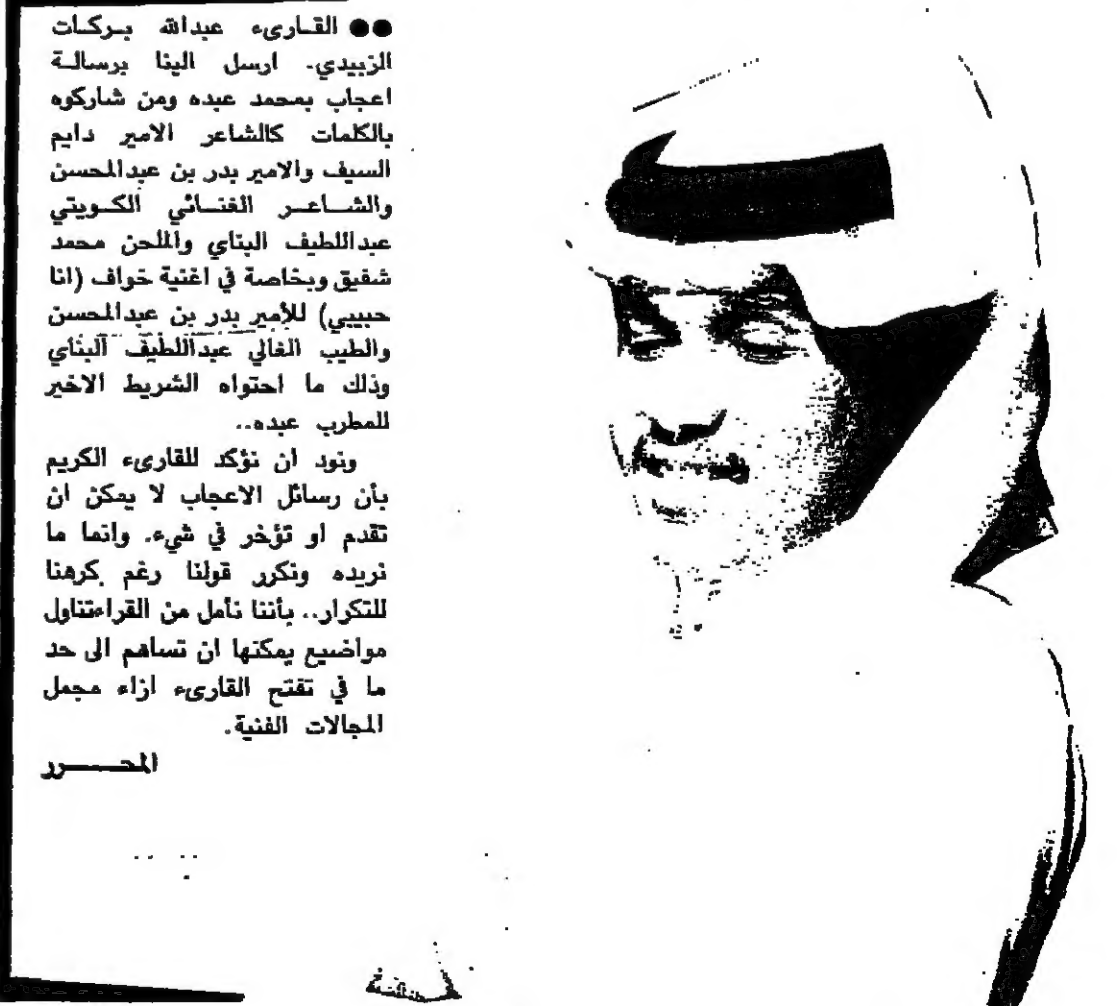 ●● القارىء عبدالله بركات
الزبيدي- ارسل الينا برسالة
اعجاب بمحمد عبده ومن شاركوه
بالكلمات كالشاعر الامير دايم
السيف والامير بدر بن عبدالمحسن
والشاعر الغنائي الكويتي
عبداللطيف البناي والملحن محمد
شفيق وبخاصة في اغنية خواف (انا
حبيبي) للأمير بدر بن عبدالمحسن
والطيب الغالي عبداللطيف البناي
وذلك ما احتواه الشريط الاخير
للمطرب عبده..
ونود ان نؤكد للقارىء الكريم
بأن رسائل الاعجاب لا يمكن ان
تقدم او تؤخر في شيء. وانما ما
نريده ونكرر قولنا رغم كرهنا
للتكرار.. بأننا نأمل من القراءتناول
مواضيع يمكنها ان تساهم الى حد
ما في تفتح القارىء ازاء مجمل
المجالات الفنية.
المحرر